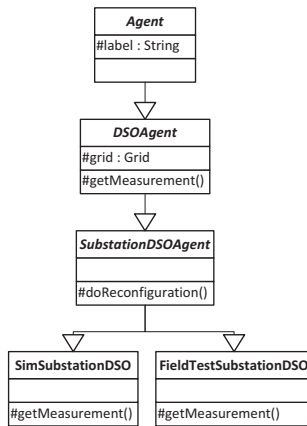 Agent
#label : String
DSOAgent
#grid : Grid
#getMeasurement()
SubstationDSOAgent
#doReconfiguration()
SimSubstationDSO
#getMeasurement()
FieldTestSubstationDSO
#getMeasurement()